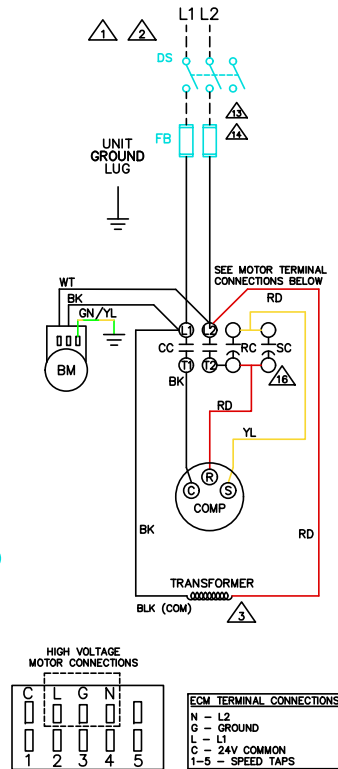 L1 L2
1 2
DS
13
14
FB
UNIT
GROUND
LUG
SEE MOTOR TERMINAL
CONNECTIONS BELOW
WT
RD
BK
GN/YL
L1 L2
CC RC SC
BM
T1 T2
16
BK
RD
YL
R
C S
COMP
BK
RD
TRANSFORMER
BLK (COM)
3
HIGH VOLTAGE
MOTOR CONNECTIONS
C L G N
1 2 3 4 5
ECM TERMINAL CONNECTIONS
N - L2
G - GROUND
L - L1
C - 24V COMMON
1-5 - SPEED TAPS